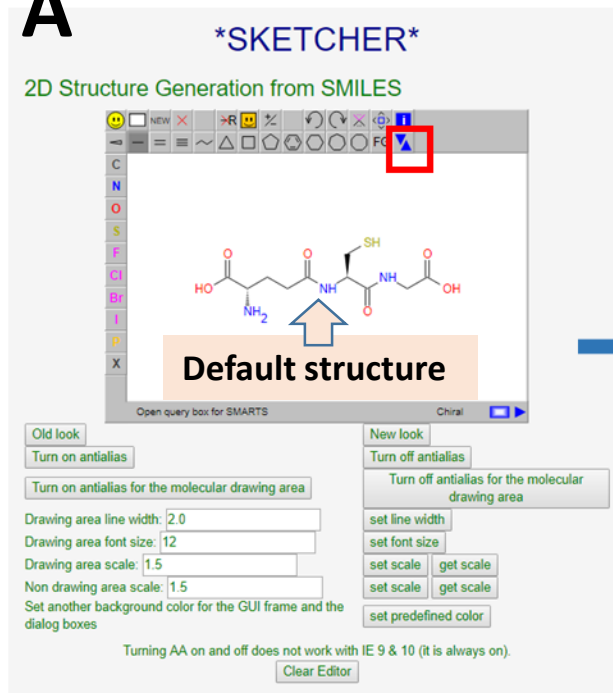 A
*SKETCHER*
2D Structure Generation from SMILES
NEW →R +/- i
FG
C
N
O
S
F
Cl
Br
I
P
X
O O SH O
HO NH NH OH
NH2 O O
Default structure
Open query box for SMARTS Chiral
Old look New look
Turn on antialias Turn off antialias
Turn on antialias for the molecular drawing area Turn off antialias for the molecular
drawing area
Drawing area line width: 2.0 set line width
Drawing area font size: 12 set font size
Drawing area scale: 1.5 set scale get scale
Non drawing area scale: 1.5 set scale get scale
Set another background color for the GUI frame and the
dialog boxes set predefined color
Turning AA on and off does not work with IE 9 & 10 (it is always on).
Clear Editor